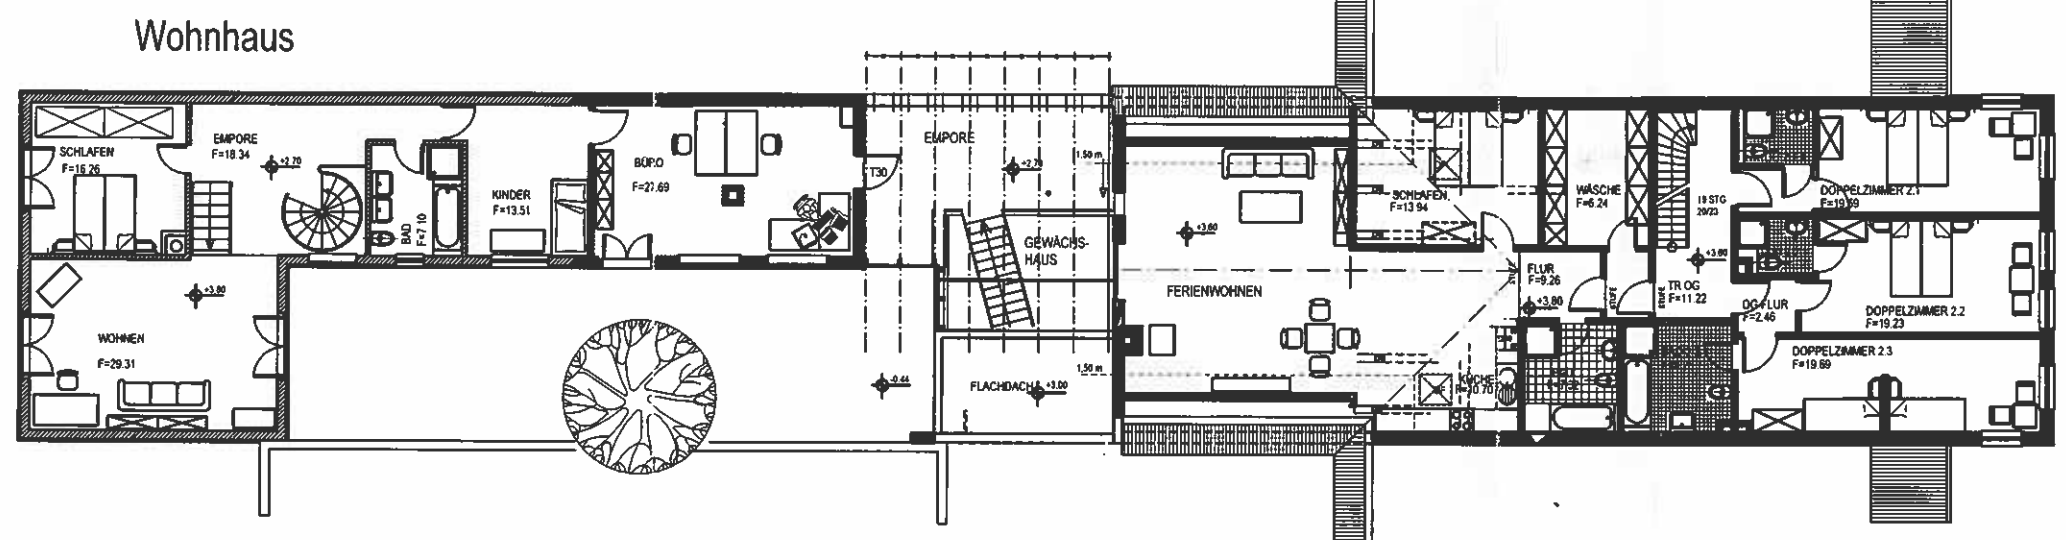 Wohnhaus
SCHLAFEN
F=16.26
EMPORE
F=18.34
+2.70
BAD
F=7.10
KINDER
F=13.51
BÜRO
F=27.69
T30
EMPORE
+2.70
1,50 m
GEWÄCHS-
HAUS
WOHNEN
F=29.31
+3.80
-0.44
FLACHDACH
+3.00
1,50 m
+3.60
FERIENWOHNEN
SCHLAFEN
F=13.94
WÄSCHE
F=6.24
19 STG
20/23
FLUR
F=9.26
+3.80
STUFE
STUFE
+3.60
TR OG
F=11.22
OG-FLUR
F=2.46
KÜCHE
DOPPELZIMMER 2.1
F=19.69
DOPPELZIMMER 2.2
F=19.23
DOPPELZIMMER 2.3
F=19.69